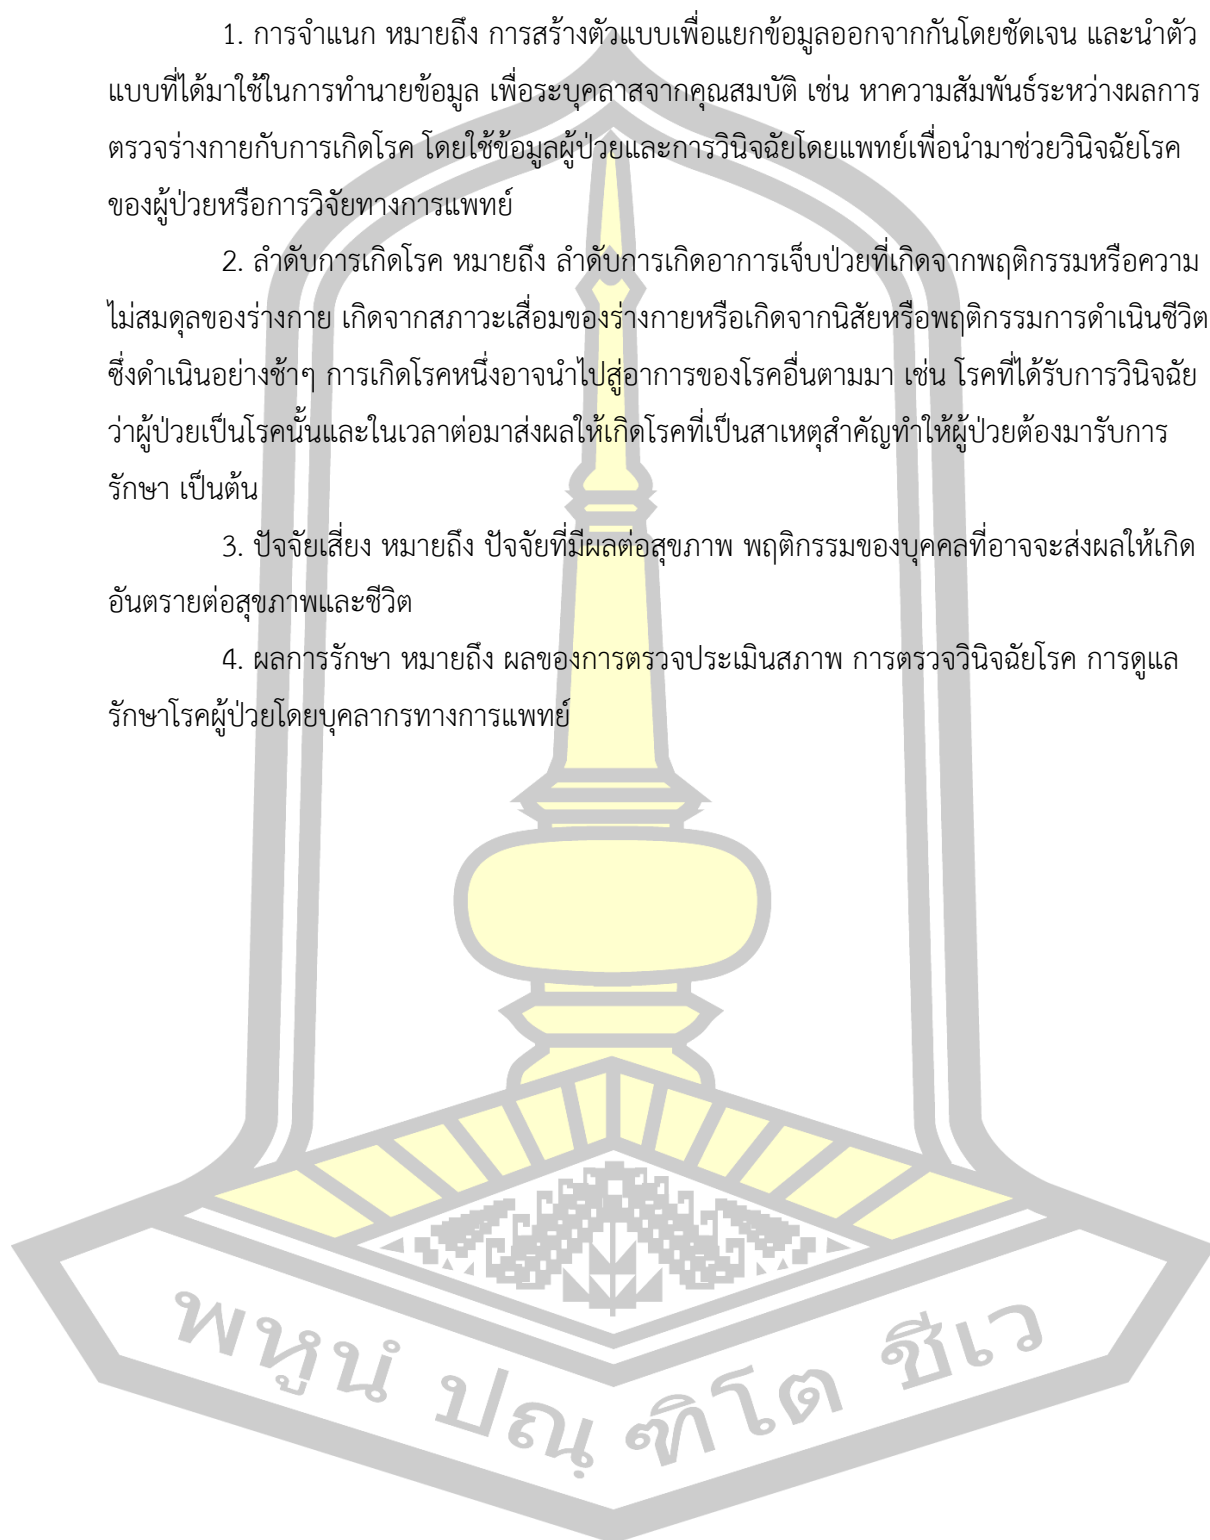 1. การจำแนก หมายถึง การสร้างตัวแบบเพื่อแยกข้อมูลออกจากกันโดยชัดเจน และนำตัว
แบบที่ได้มาใช้ในการทำนายข้อมูล เพื่อระบุคลาสจากคุณสมบัติ เช่น หาความสัมพันธ์ระหว่างผลการ
ตรวจร่างกายกับการเกิดโรค โดยใช้ข้อมูลผู้ป่วยและการวินิจฉัยโดยแพทย์เพื่อนำมาช่วยวินิจฉัยโรค
ของผู้ป่วยหรือการวิจัยทางการแพทย์
2. ลำดับการเกิดโรค หมายถึง ลำดับการเกิดอาการเจ็บป่วยที่เกิดจากพฤติกรรมหรือความ
ไม่สมดุลของร่างกาย เกิดจากสภาวะเสื่อมของร่างกายหรือเกิดจากนิสัยหรือพฤติกรรมการดำเนินชีวิต
ซึ่งดำเนินอย่างช้าๆ การเกิดโรคหนึ่งอาจนำไปสู่อาการของโรคอื่นตามมา เช่น โรคที่ได้รับการวินิจฉัย
ว่าผู้ป่วยเป็นโรคนั้นและในเวลาต่อมาส่งผลให้เกิดโรคที่เป็นสาเหตุสำคัญทำให้ผู้ป่วยต้องมารับการ
รักษา เป็นต้น
3. ปัจจัยเสี่ยง หมายถึง ปัจจัยที่มีผลต่อสุขภาพ พฤติกรรมของบุคคลที่อาจจะส่งผลให้เกิด
อันตรายต่อสุขภาพและชีวิต
4. ผลการรักษา หมายถึง ผลของการตรวจประเมินสภาพ การตรวจวินิจฉัยโรค การดูแล
รักษาโรคผู้ป่วยโดยบุคลากรทางการแพทย์
พหูนํ ปณฺ ฑิโต ชีเว